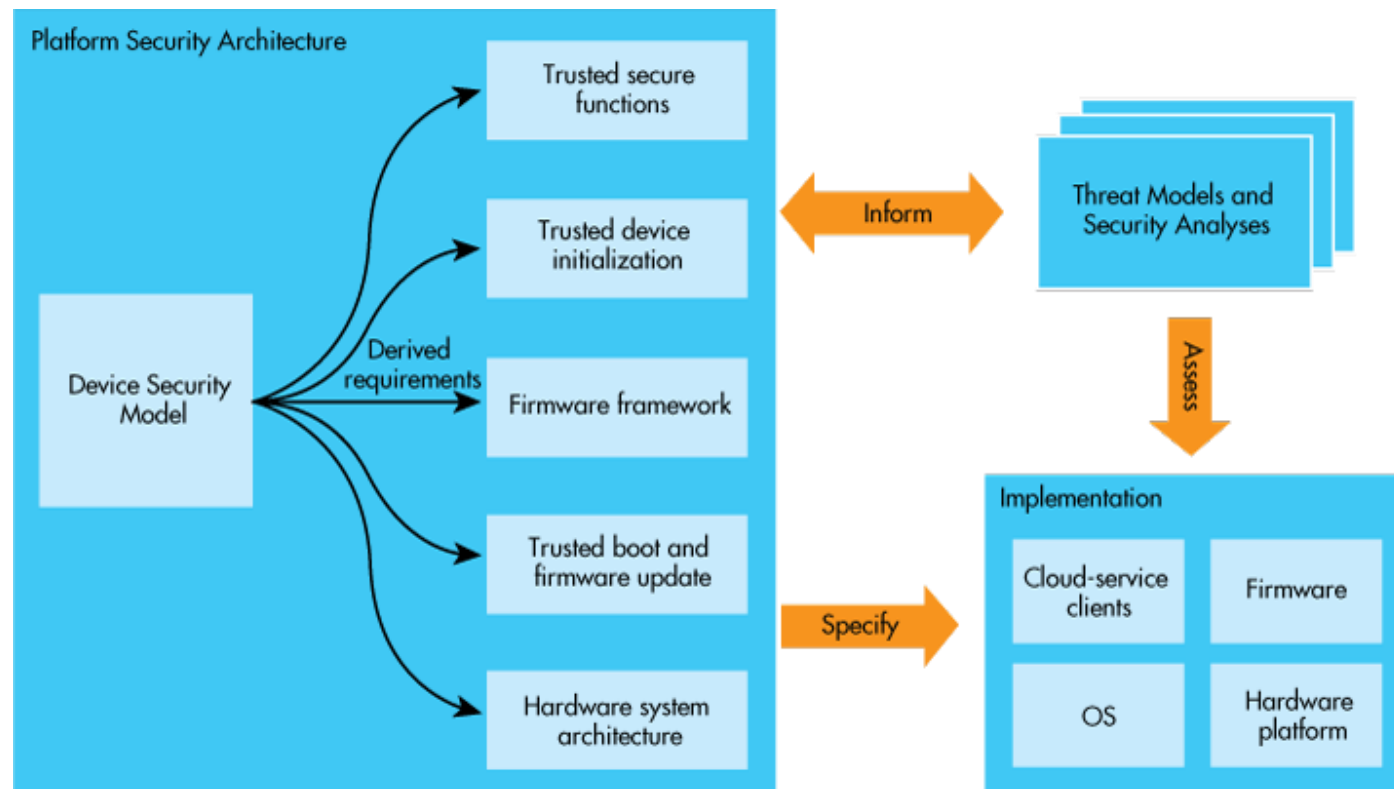 Platform Security Architecture
Trusted secure
functions
Trusted device
initialization
Derived
requirements
Device Security
Model
Firmware framework
Trusted boot and
firmware update
Hardware system
architecture
Inform
Threat Models and
Security Analyses
Assess
Specify
Implementation
Cloud-service
clients
Firmware
OS
Hardware
platform